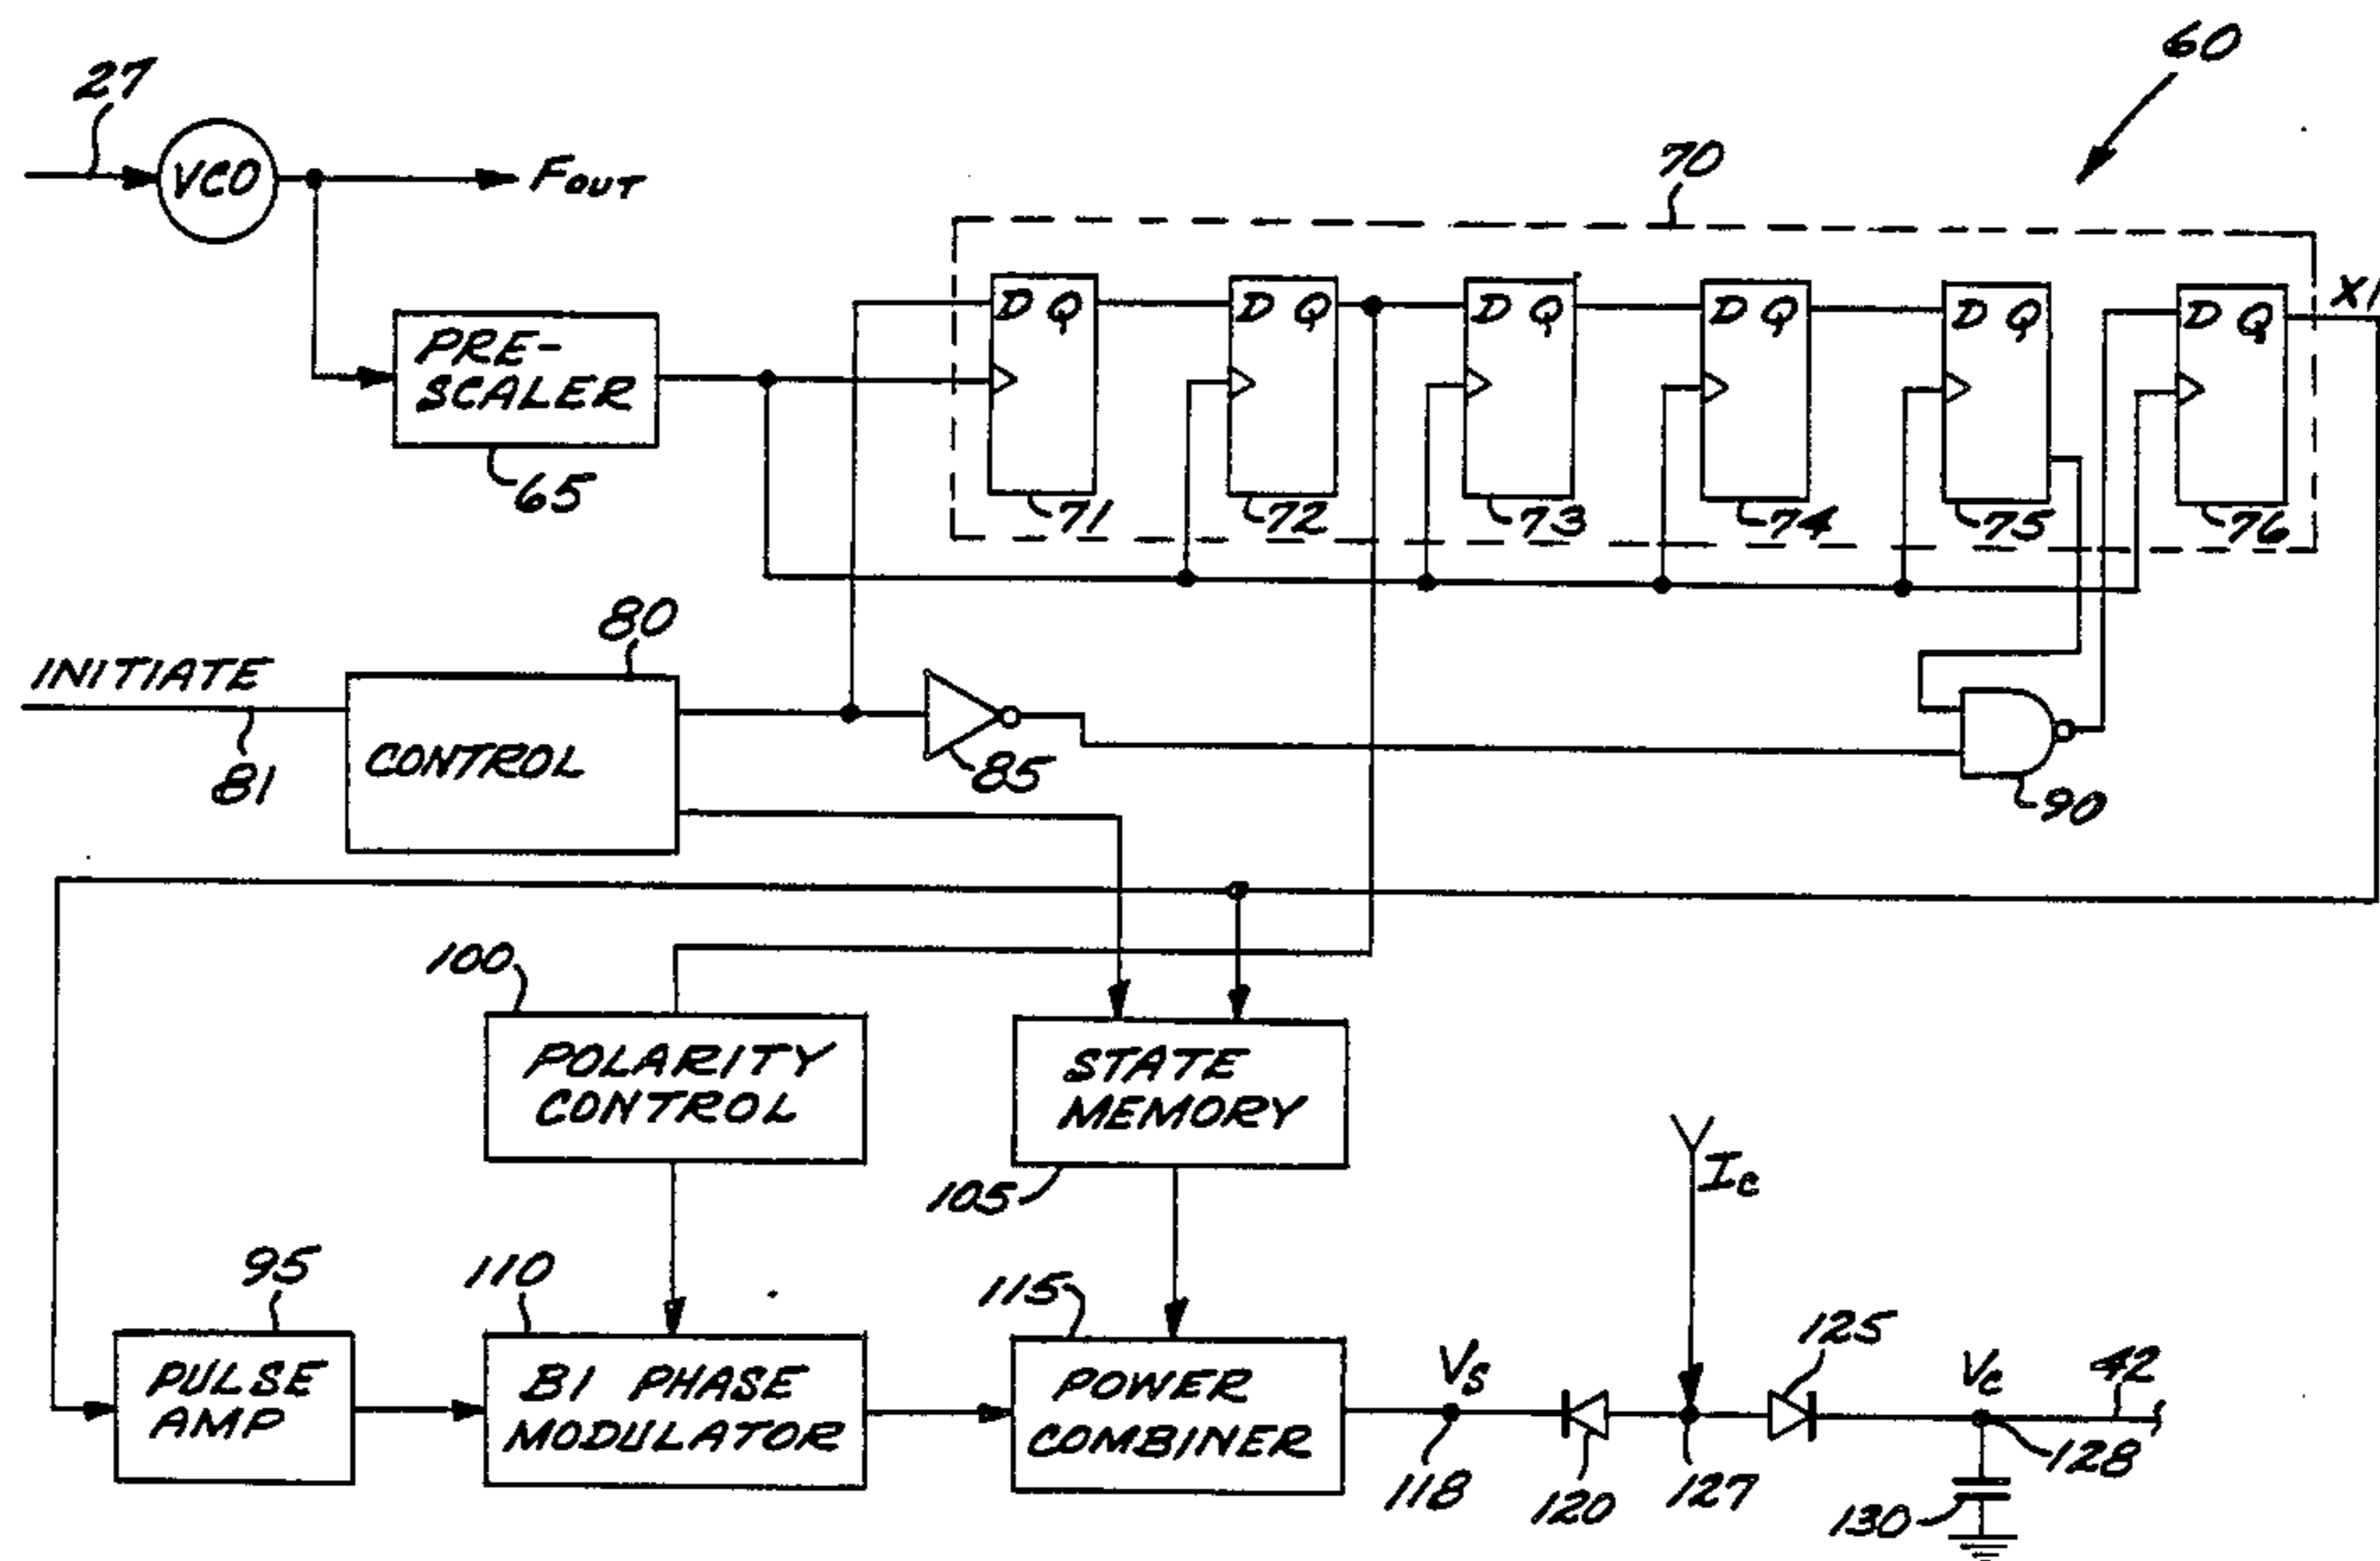 60
27
VCO
FOUT
70
X1
D Q
D Q
D Q
D Q
D Q
D Q
PRE-
SCALER
65
71
72
73
74
75
76
80
INITIATE
81
CONTROL
85
90
100
POLARITY
CONTROL
STATE
MEMORY
105
Ic
95
110
115
125
PULSE
AMP
BI PHASE
MODULATOR
POWER
COMBINER
Vs
Vc
42
118
120
127
128
130